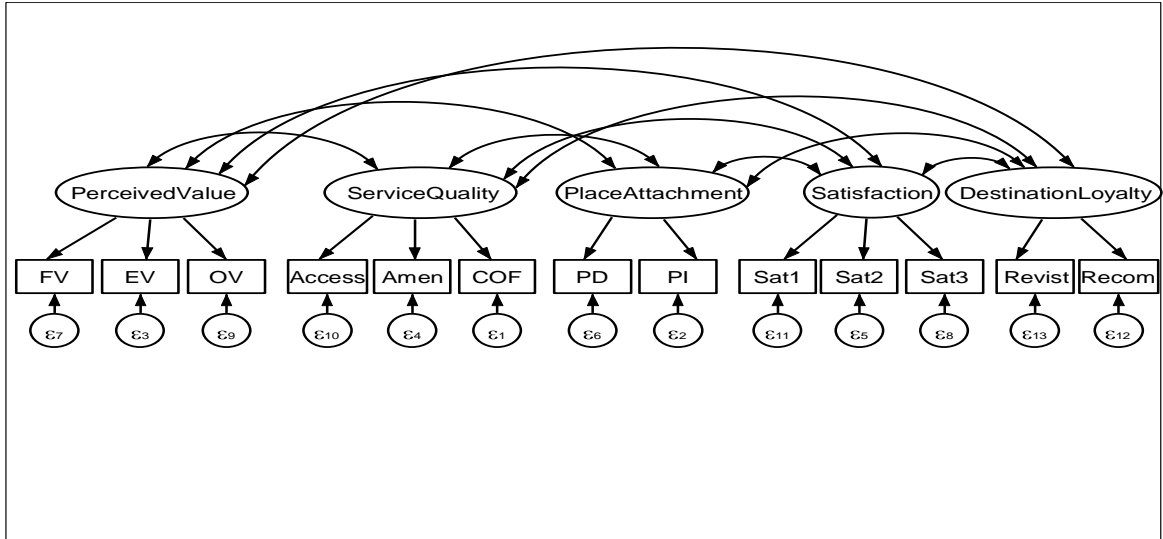 PerceivedValue ServiceQuality PlaceAttachment Satisfaction DestinationLoyalty
FV EV OV Access Amen COF PD PI Sat1 Sat2 Sat3 Revist Recom
ε7 ε3 ε9 ε10 ε4 ε1 ε6 ε2 ε11 ε5 ε8 ε13 ε12